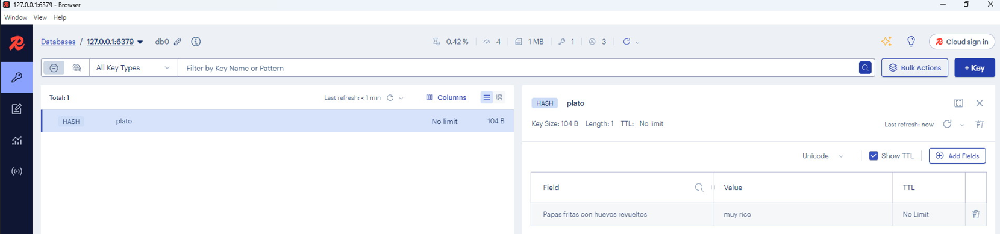 127.0.0.1:6379 - Browser
Window View Help
Databases / 127.0.0.1:6379 db0 0.42 % 4 1 MB 1 3 Cloud sign in
All Key Types Filter by Key Name or Pattern Bulk Actions + Key
Total: 1 Last refresh: < 1 min Columns
HASH plato No limit 104 B
HASH plato
Key Size: 104 B Length: 1 TTL: No limit Last refresh: now
Unicode Show TTL Add Fields
Field Value TTL
Papas fritas con huevos revueltos muy rico No Limit